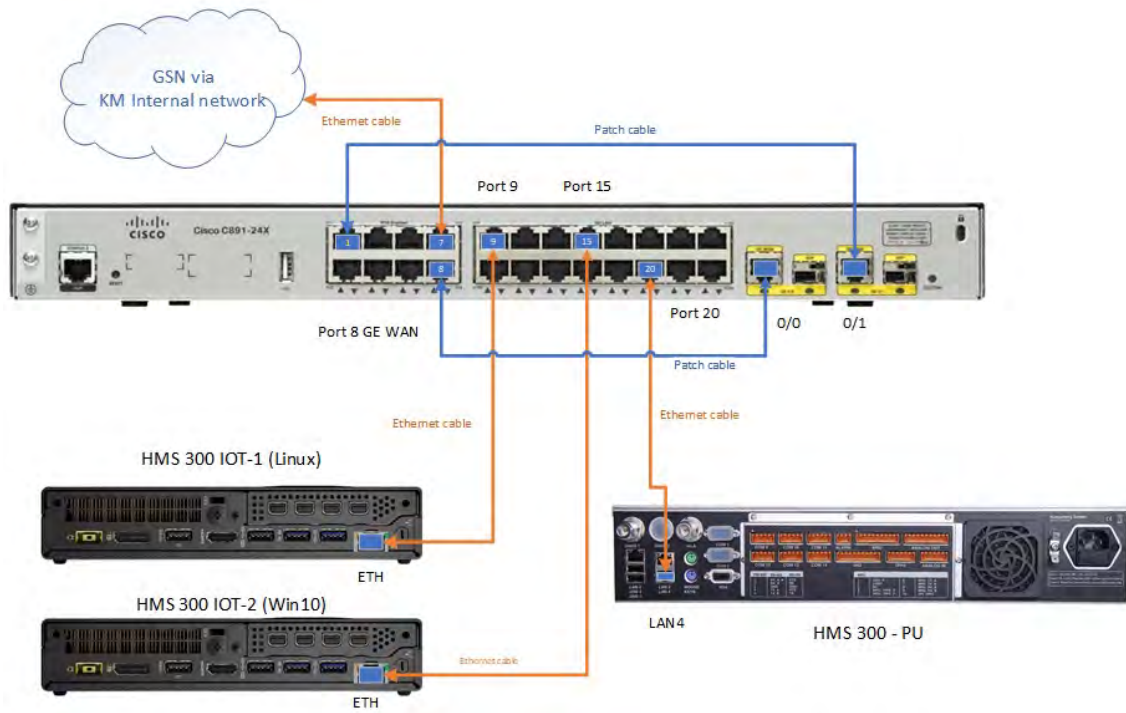 GSN via
KM Internal network
Ethernet cable
Patch cable
Port 9
Port 15
CISCO
Cisco C891-24X
1
7
9
15
8
20
Port 8 GE WAN
Port 20
0/0
0/1
Patch cable
Ethernet cable
Ethernet cable
HMS 300 IOT-1 (Linux)
ETH
HMS 300 IOT-2 (Win10)
Ethernet cable
ETH
LAN4
HMS 300 - PU